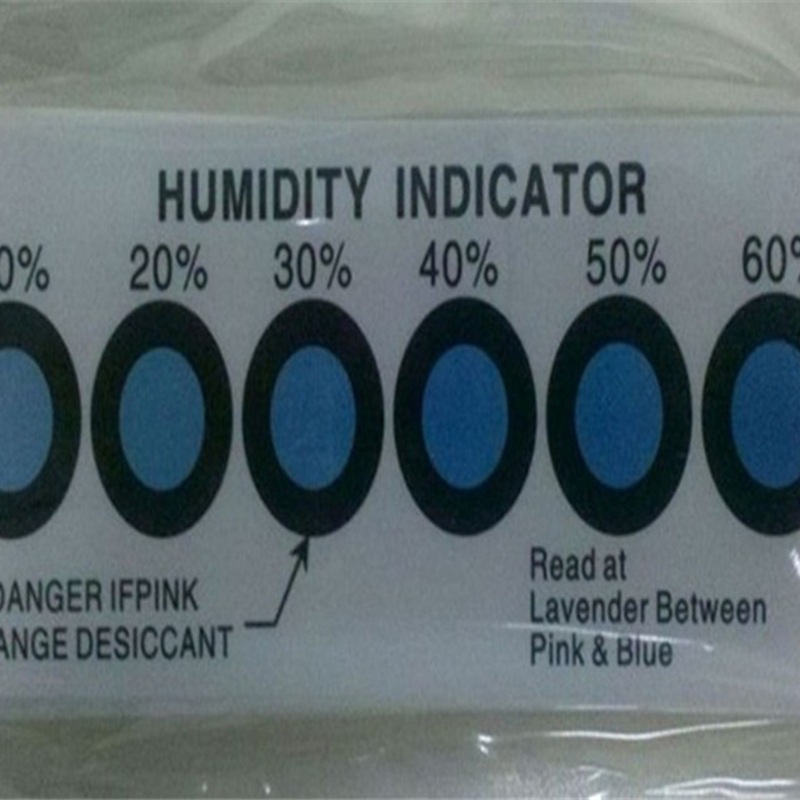 HUMIDITY INDICATOR
0% 20% 30% 40% 50% 60%
DANGER IFPINK
ANGE DESICCANT
Read at
Lavender Between
Pink & Blue